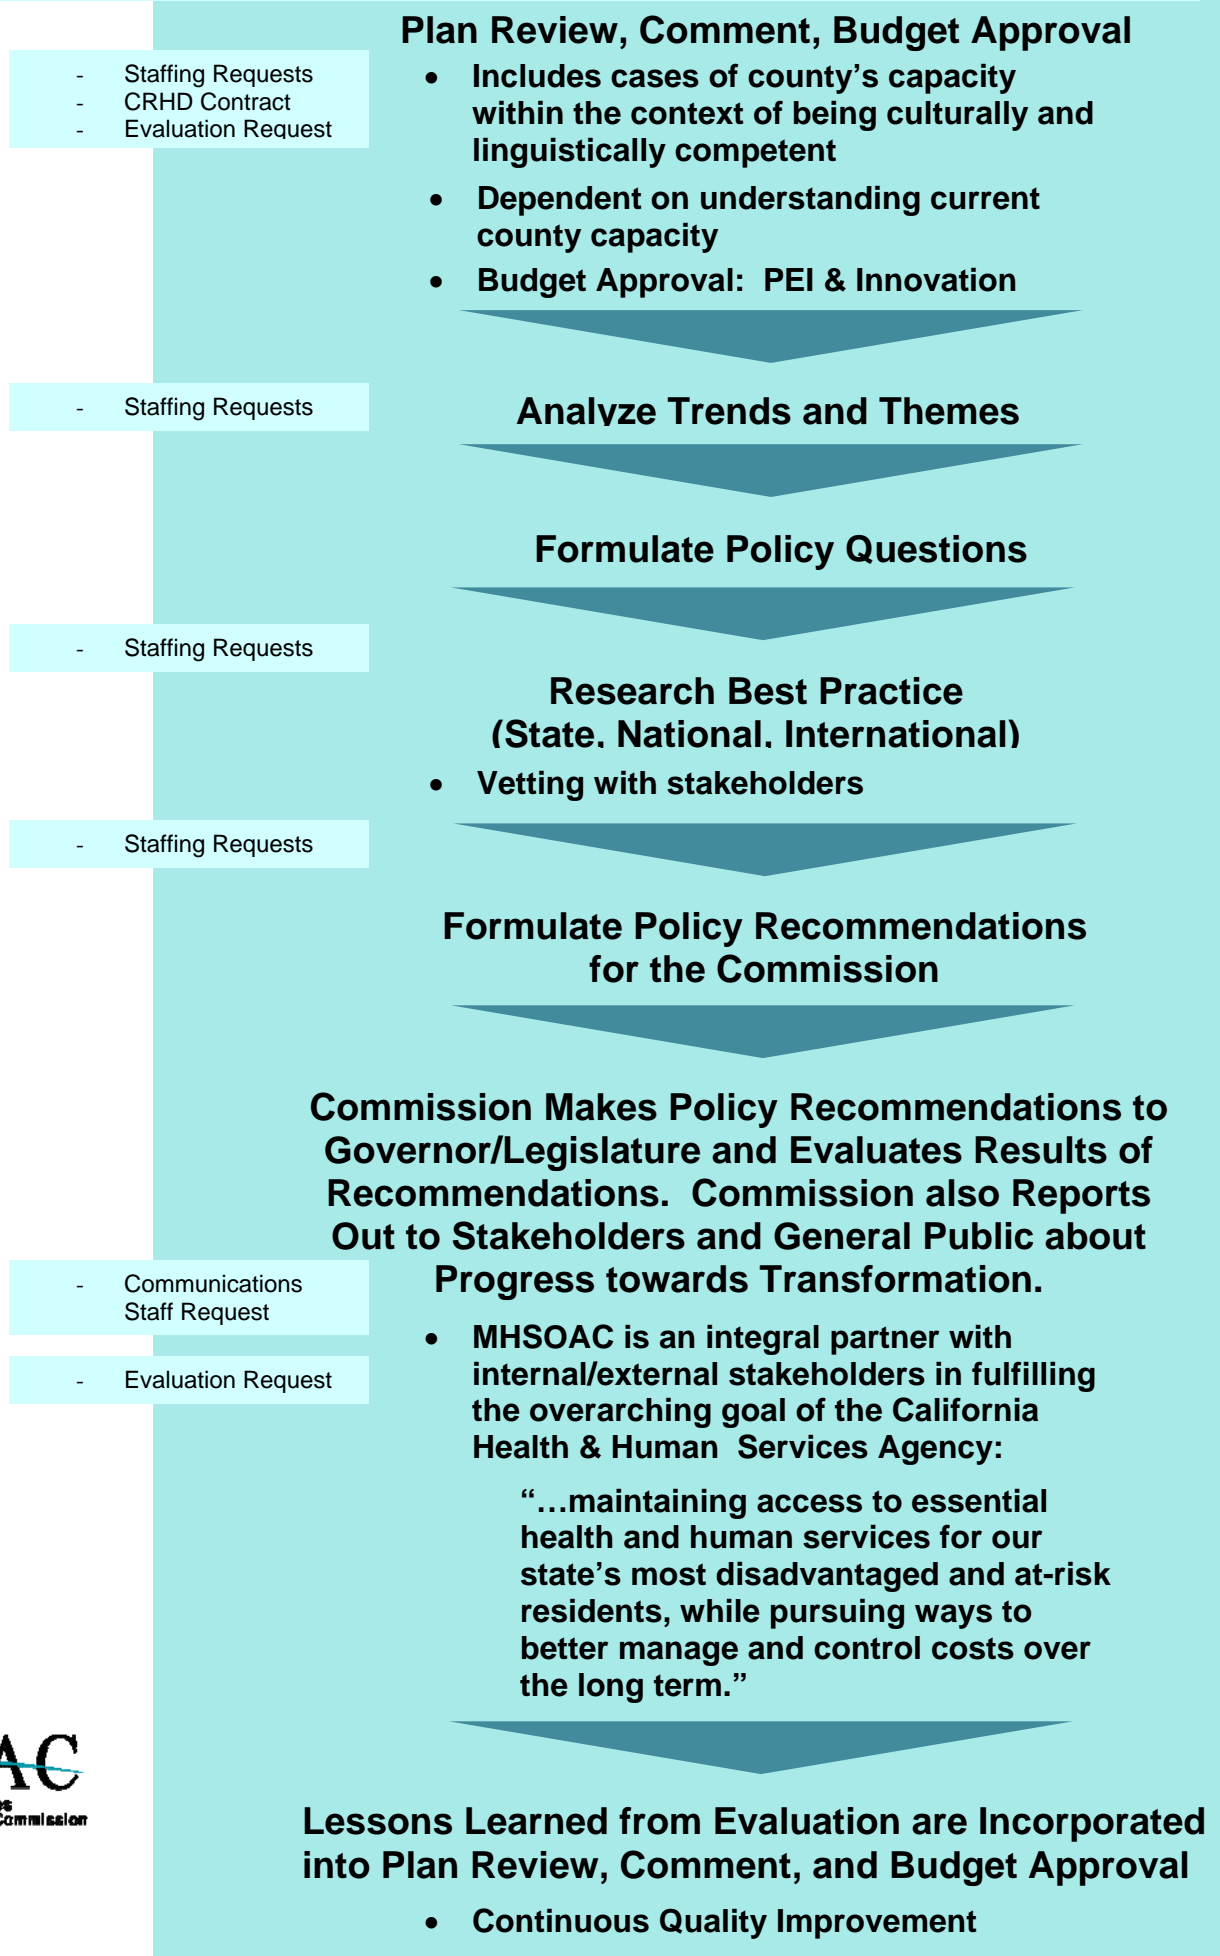 Plan Review, Comment, Budget Approval
- Staffing Requests
- CRHD Contract
- Evaluation Request
• Includes cases of county’s capacity
within the context of being culturally and
linguistically competent
• Dependent on understanding current
county capacity
• Budget Approval: PEI & Innovation
- Staffing Requests
Analyze Trends and Themes
Formulate Policy Questions
- Staffing Requests
Research Best Practice
(State, National, International)
• Vetting with stakeholders
- Staffing Requests
Formulate Policy Recommendations
for the Commission
Commission Makes Policy Recommendations to
Governor/Legislature and Evaluates Results of
Recommendations. Commission also Reports
Out to Stakeholders and General Public about
Progress towards Transformation.
- Communications
Staff Request
- Evaluation Request
• MHSOAC is an integral partner with
internal/external stakeholders in fulfilling
the overarching goal of the California
Health & Human Services Agency:
“…maintaining access to essential
health and human services for our
state’s most disadvantaged and at-risk
residents, while pursuing ways to
better manage and control costs over
the long term.”
AC
Commission
Lessons Learned from Evaluation are Incorporated
into Plan Review, Comment, and Budget Approval
• Continuous Quality Improvement